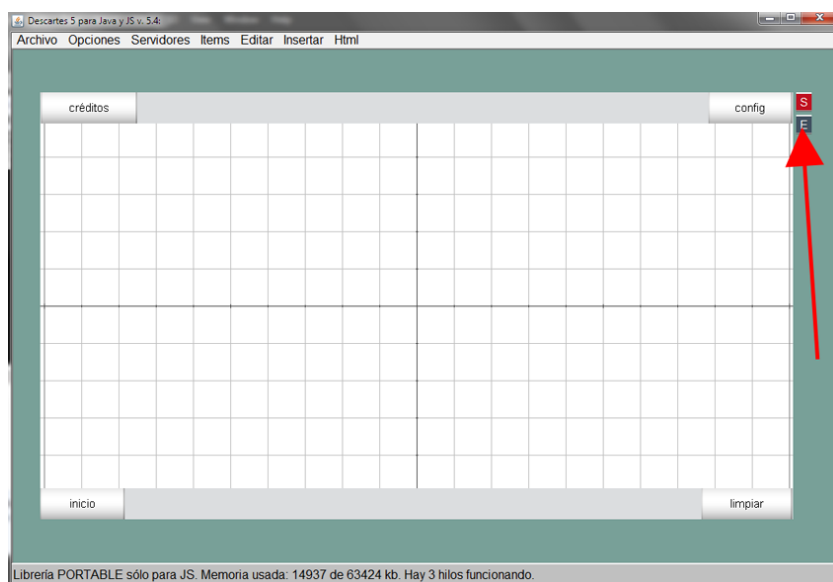 Descartes 5 para Java y JS v. 5.4:
Archivo Opciones Servidores Items Editar Insertar Html
créditos config S
E
inicio limpiar
Librería PORTABLE sólo para JS. Memoria usada: 14937 de 63424 kb. Hay 3 hilos funcionando.